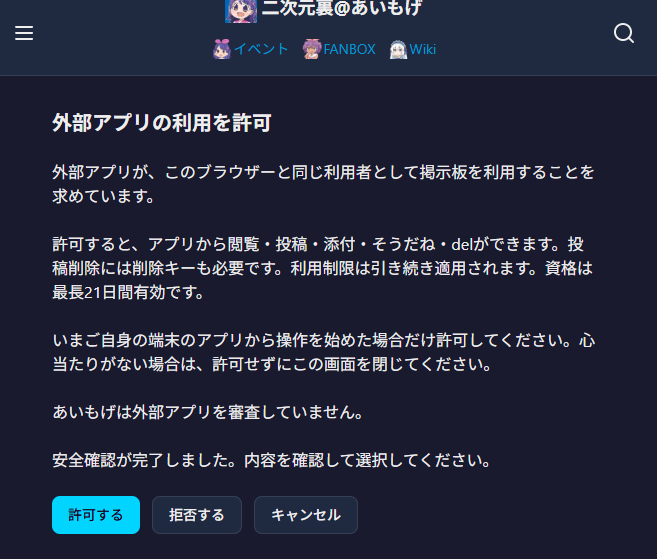 二次元裏@あいもげ
イベント FANBOX Wiki
外部アプリの利用を許可
外部アプリが、このブラウザーと同じ利用者として掲示板を利用することを
求めています。
許可すると、アプリから閲覧・投稿・添付・そうだね・delができます。投
稿削除には削除キーも必要です。利用制限は引き続き適用されます。資格は
最長21日間有効です。
いまご自身の端末のアプリから操作を始めた場合だけ許可してください。心
当たりがない場合は、許可せずにこの画面を閉じてください。
あいもげは外部アプリを審査していません。
安全確認が完了しました。内容を確認して選択してください。
許可する 拒否する キャンセル